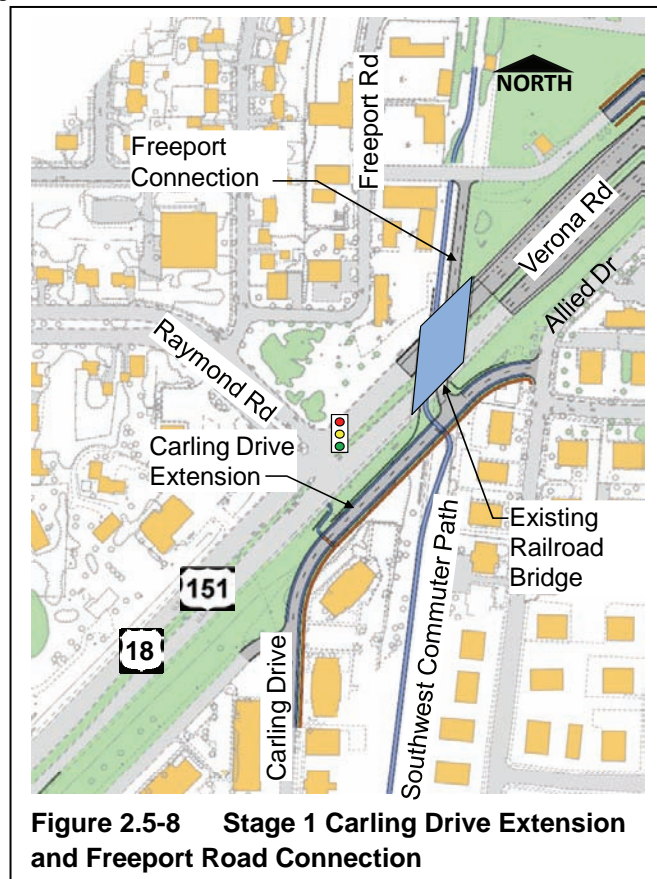 NORTH
Freeport Rd
Freeport
Connection
Verona Rd
Allied Dr
Raymond Rd
Carling Drive
Extension
Existing
Railroad
Bridge
Southwest Commuter Path
151
18
Carling Drive
Figure 2.5-8 Stage 1 Carling Drive Extension
and Freeport Road Connection